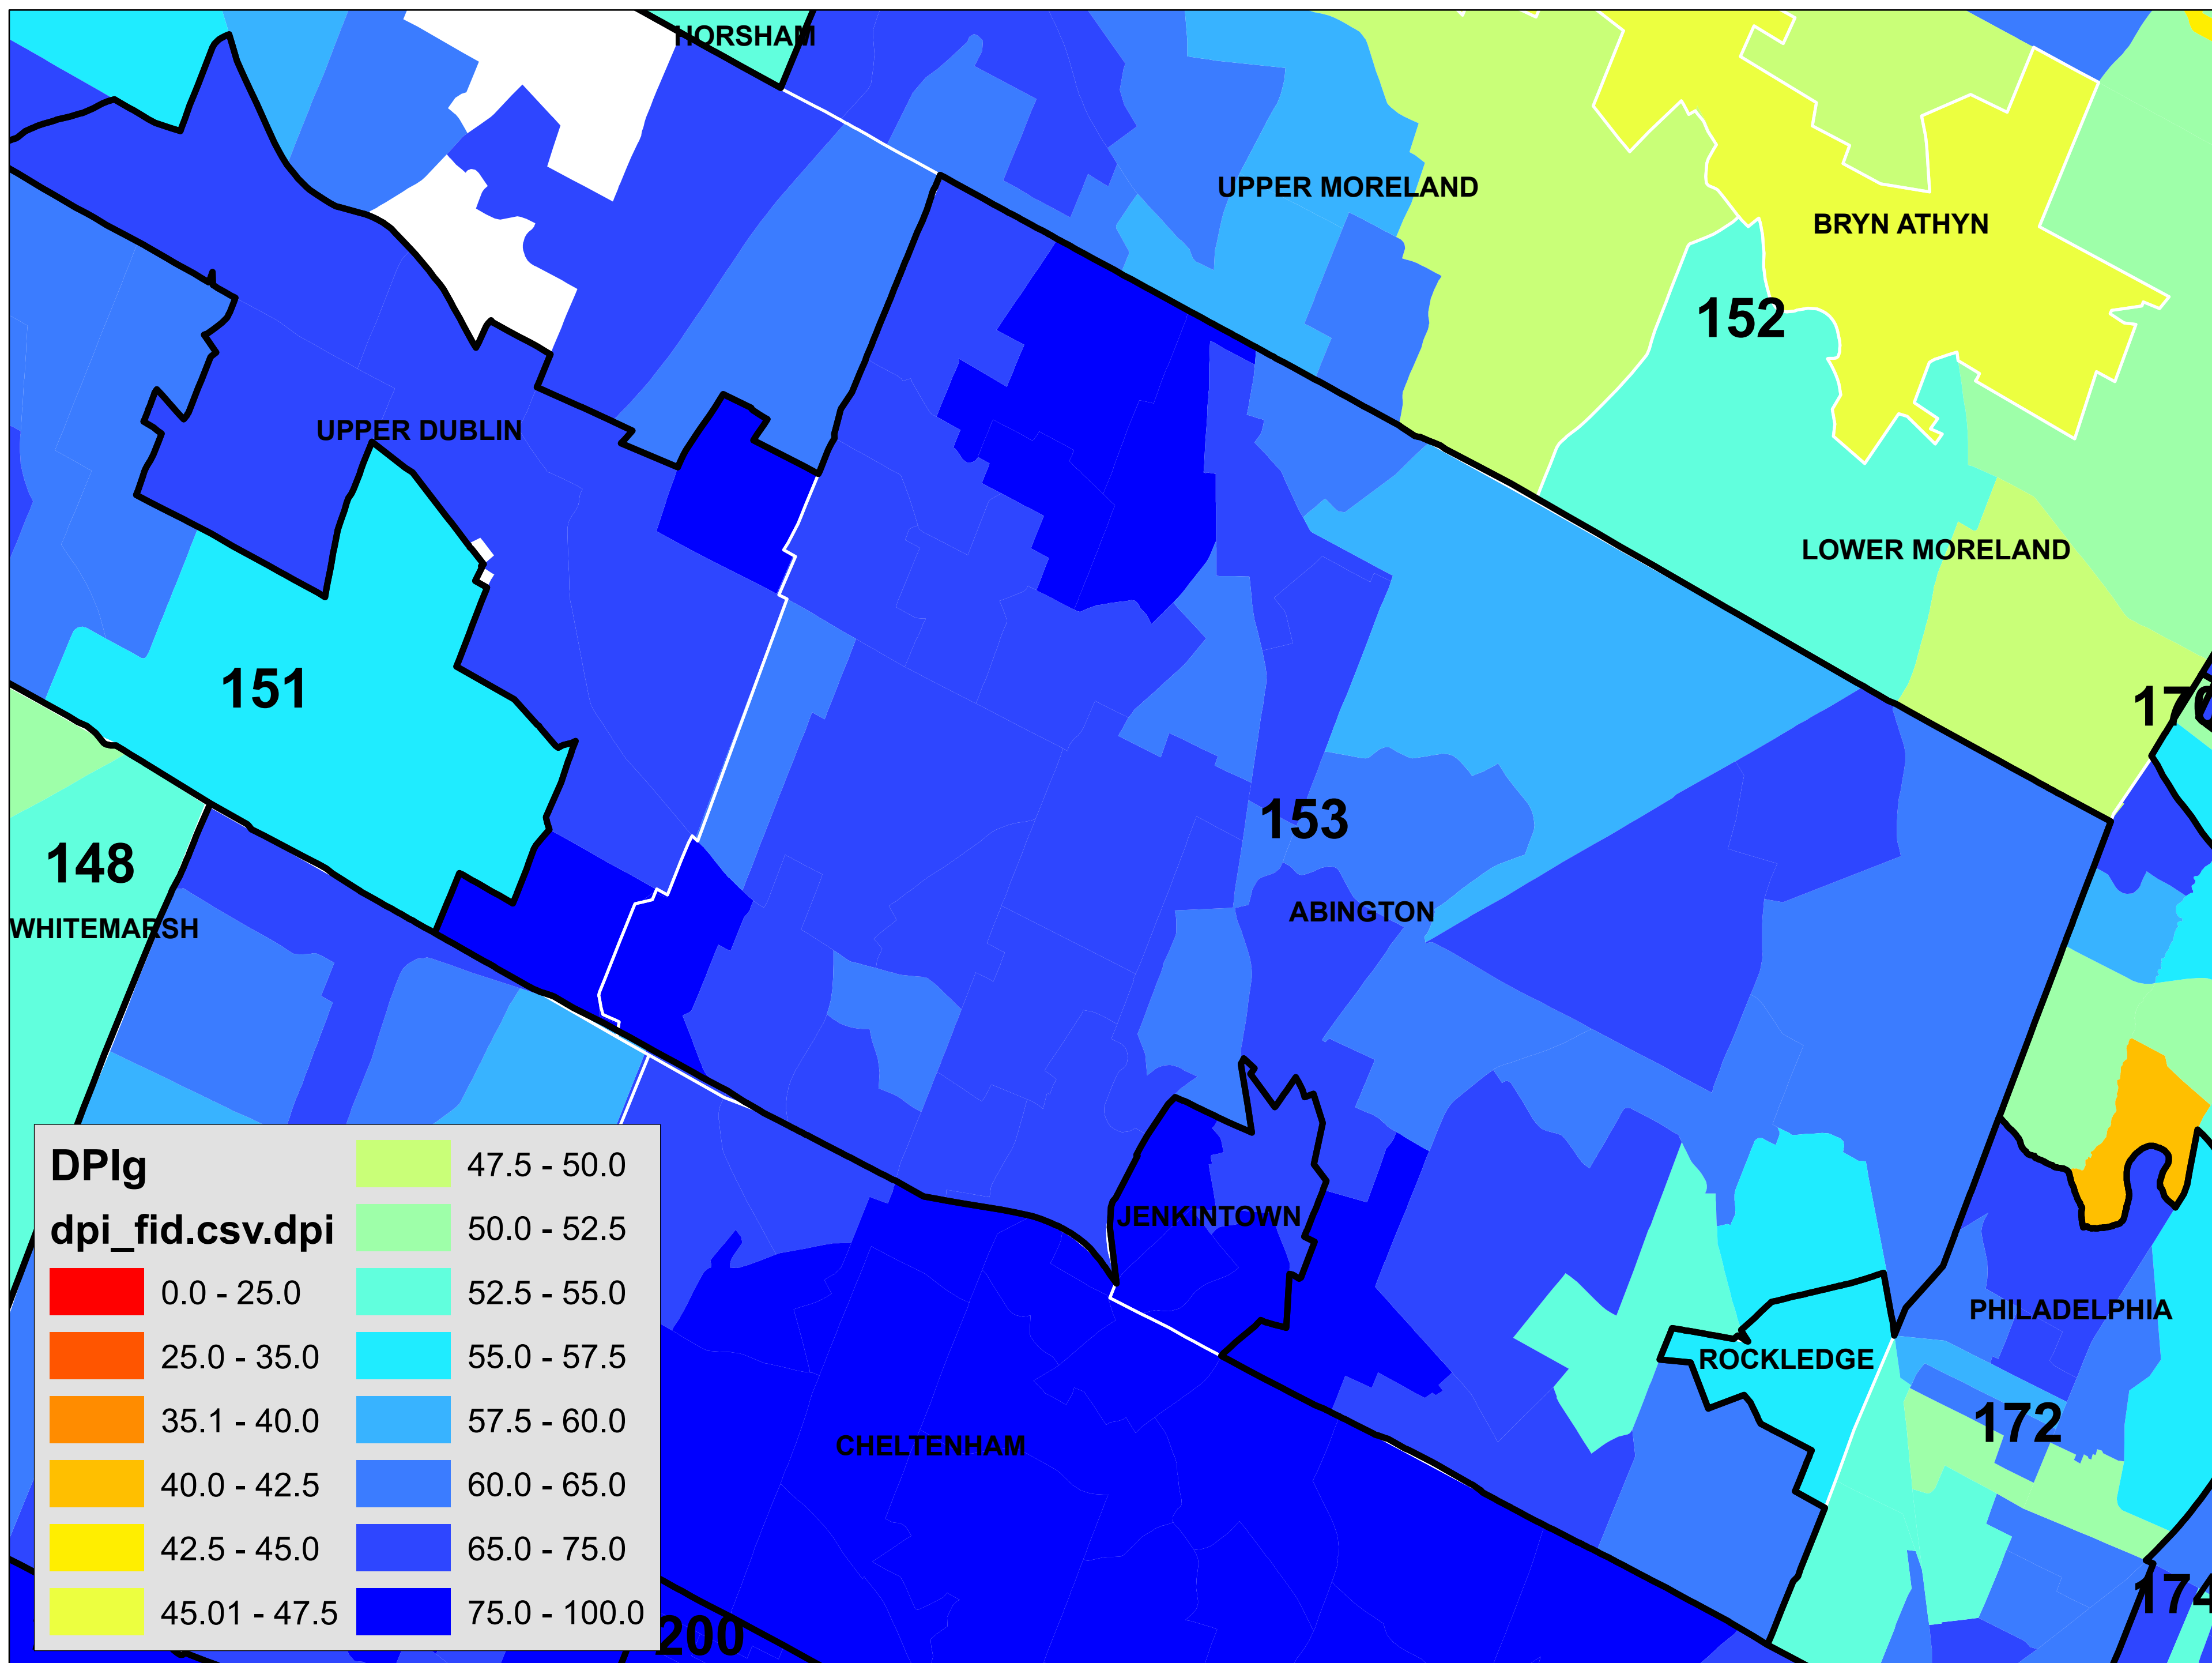 HORSHAM
UPPER MORELAND
BRYN ATHYN
152
UPPER DUBLIN
LOWER MORELAND
151
170
153
148
ABINGTON
WHITEMARSH
JENKINTOWN
PHILADELPHIA
ROCKLEDGE
172
CHELTENHAM
174
200
DPIg
dpi_fid.csv.dpi
0.0 - 25.0
25.0 - 35.0
35.1 - 40.0
40.0 - 42.5
42.5 - 45.0
45.01 - 47.5
47.5 - 50.0
50.0 - 52.5
52.5 - 55.0
55.0 - 57.5
57.5 - 60.0
60.0 - 65.0
65.0 - 75.0
75.0 - 100.0